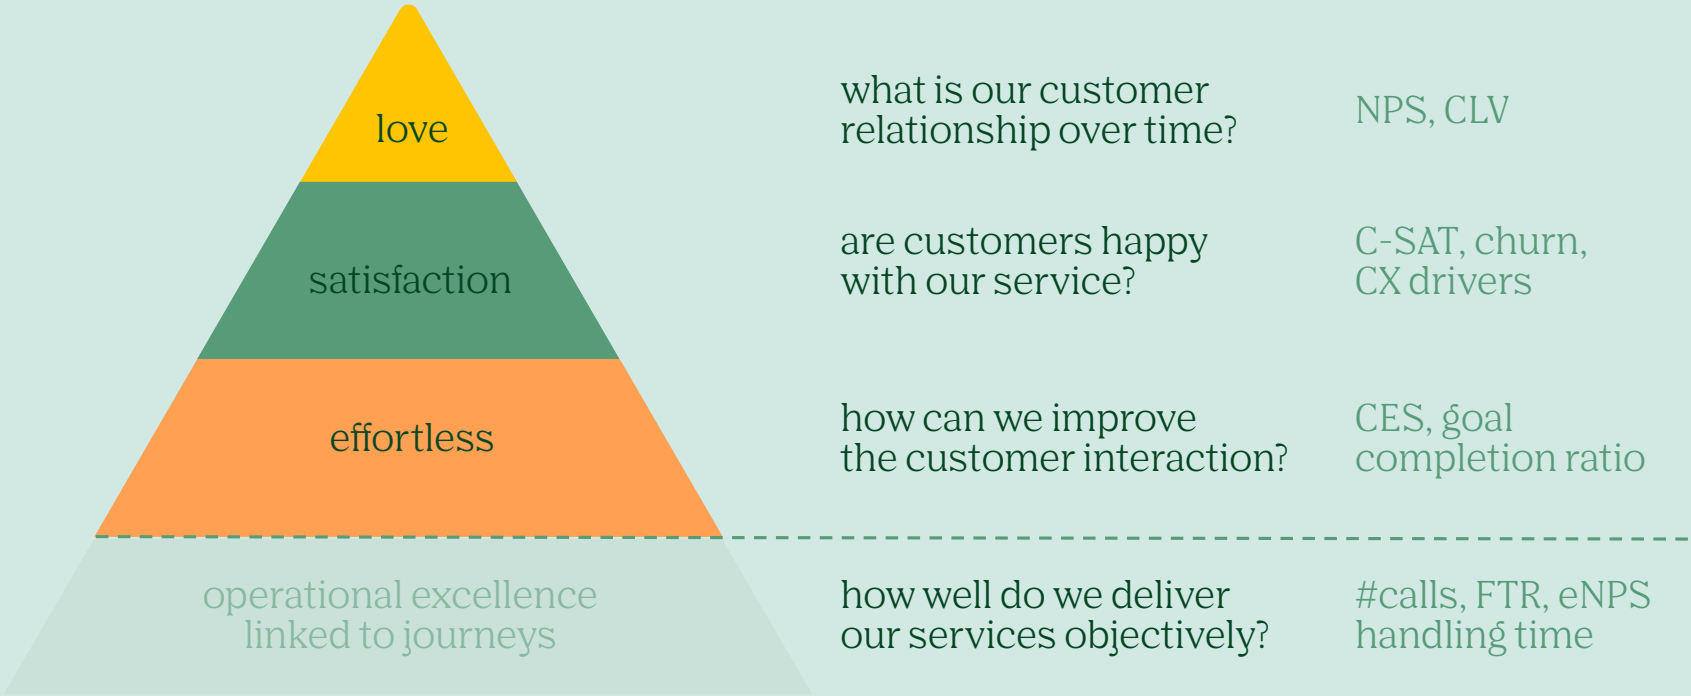 love
what is our customer
relationship over time?
NPS, CLV
satisfaction
are customers happy
with our service?
C-SAT, churn,
CX drivers
effortless
how can we improve
the customer interaction?
CES, goal
completion ratio
operational excellence
linked to journeys
how well do we deliver
our services objectively?
#calls, FTR, eNPS
handling time